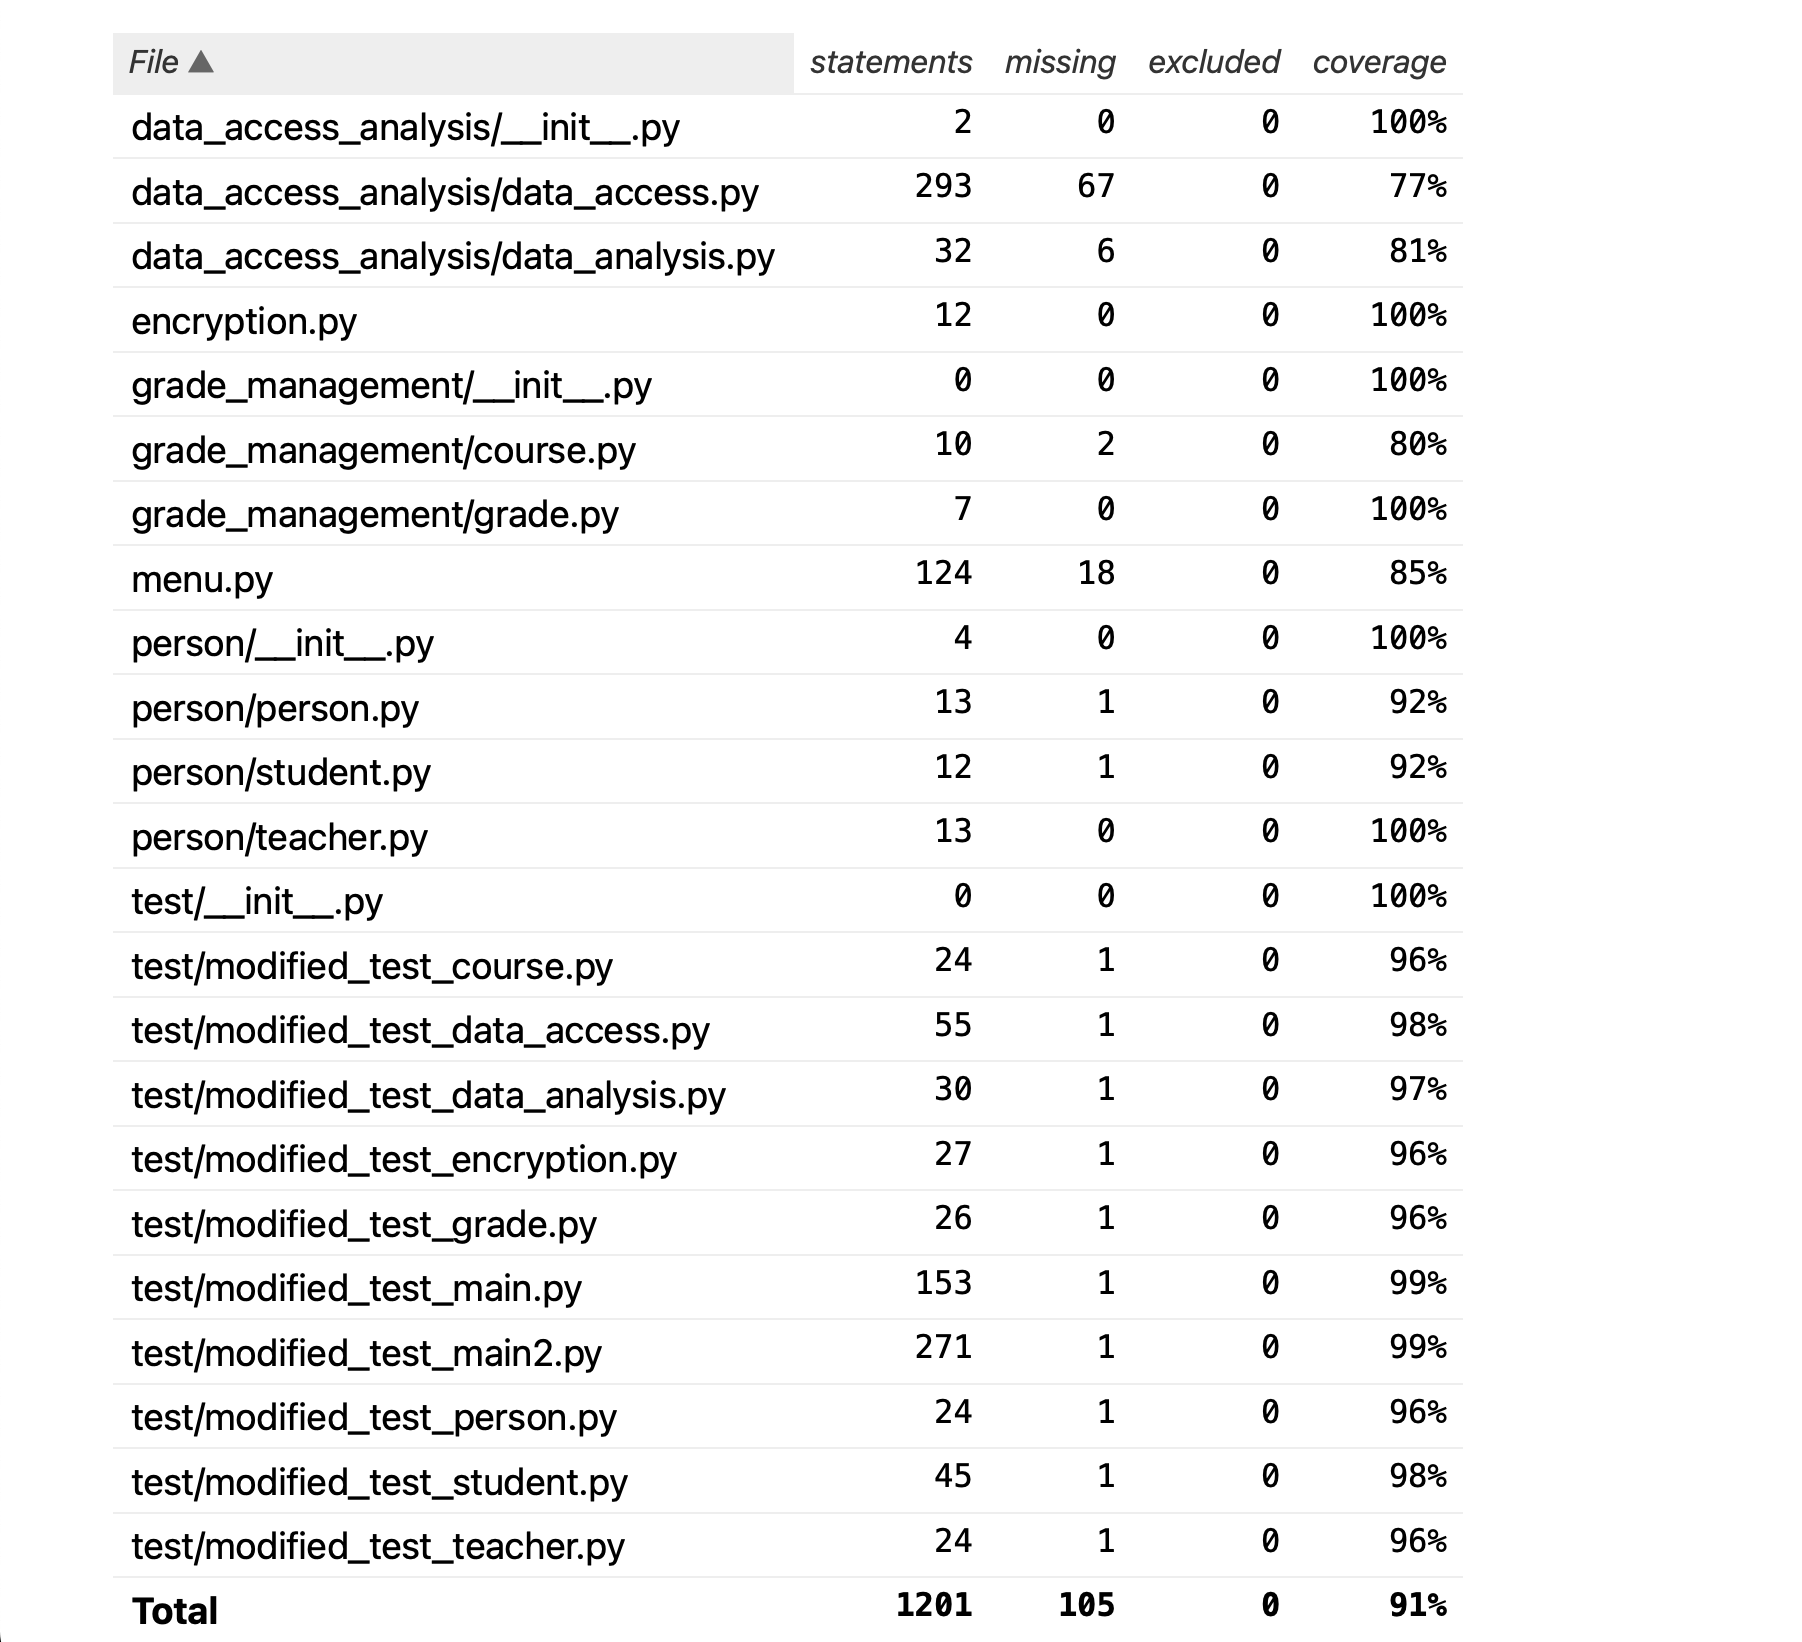 File ▲ statements missing excluded coverage
data_access_analysis/__init__.py 2 0 0 100%
data_access_analysis/data_access.py 293 67 0 77%
data_access_analysis/data_analysis.py 32 6 0 81%
encryption.py 12 0 0 100%
grade_management/__init__.py 0 0 0 100%
grade_management/course.py 10 2 0 80%
grade_management/grade.py 7 0 0 100%
menu.py 124 18 0 85%
person/__init__.py 4 0 0 100%
person/person.py 13 1 0 92%
person/student.py 12 1 0 92%
person/teacher.py 13 0 0 100%
test/__init__.py 0 0 0 100%
test/modified_test_course.py 24 1 0 96%
test/modified_test_data_access.py 55 1 0 98%
test/modified_test_data_analysis.py 30 1 0 97%
test/modified_test_encryption.py 27 1 0 96%
test/modified_test_grade.py 26 1 0 96%
test/modified_test_main.py 153 1 0 99%
test/modified_test_main2.py 271 1 0 99%
test/modified_test_person.py 24 1 0 96%
test/modified_test_student.py 45 1 0 98%
test/modified_test_teacher.py 24 1 0 96%
Total 1201 105 0 91%